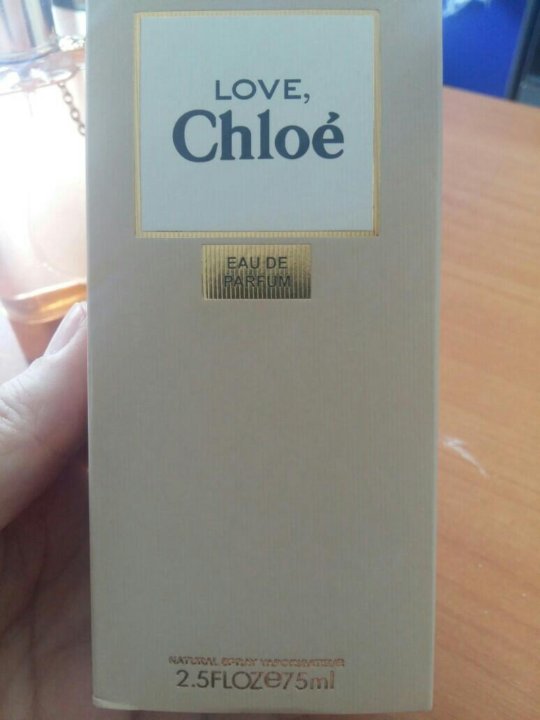 LOVE,
Chloé
EAU DE
PARFUM
NATURAL SPRAY VAPORISATEUR
2.5FLOZe75ml